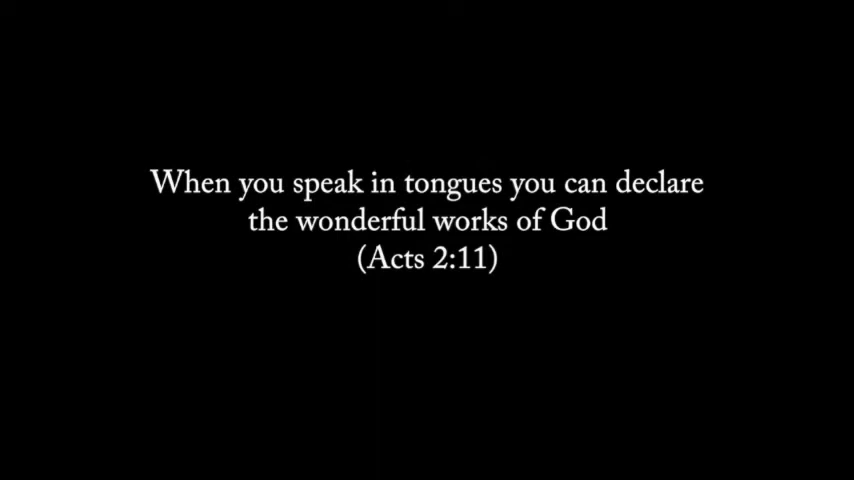 When you speak in tongues you can declare
the wonderful works of God
(Acts 2:11)